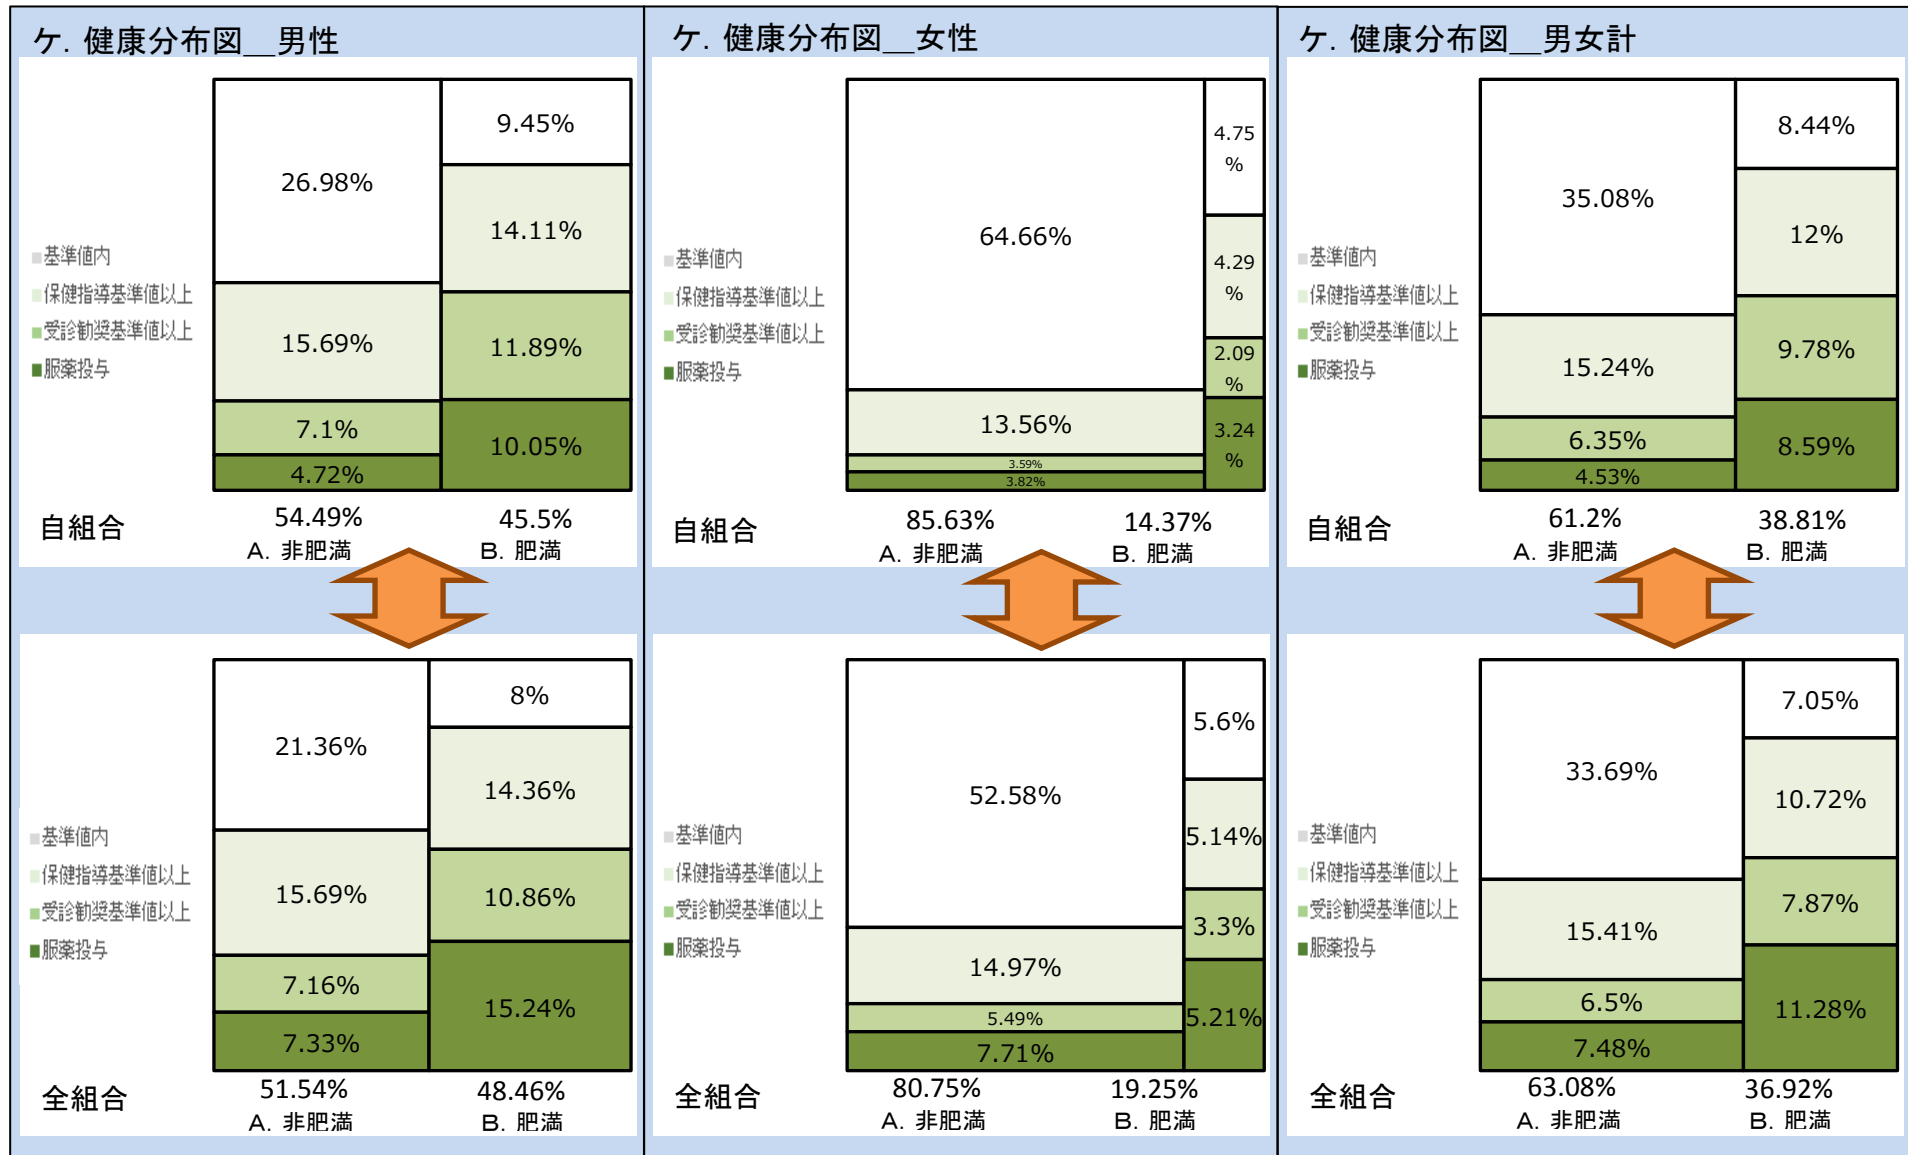 ケ. 健康分布図__男性
9.45%
26.98%
14.11%
基準値内
保健指導基準値以上
受診勧奨基準値以上
服薬投与
15.69%
11.89%
7.1%
10.05%
4.72%
自組合
54.49%
45.5%
A. 非肥満
B. 肥満
8%
21.36%
14.36%
基準値内
保健指導基準値以上
受診勧奨基準値以上
服薬投与
15.69%
10.86%
7.16%
15.24%
7.33%
全組合
51.54%
48.46%
A. 非肥満
B. 肥満
ケ. 健康分布図__女性
4.75
%
64.66%
4.29
%
基準値内
保健指導基準値以上
受診勧奨基準値以上
服薬投与
2.09
%
13.56%
3.24
%
3.59%
3.82%
自組合
85.63%
14.37%
A. 非肥満
B. 肥満
5.6%
52.58%
5.14%
基準値内
保健指導基準値以上
受診勧奨基準値以上
服薬投与
3.3%
14.97%
5.49%
5.21%
7.71%
全組合
80.75%
19.25%
A. 非肥満
B. 肥満
ケ. 健康分布図__男女計
8.44%
35.08%
12%
基準値内
保健指導基準値以上
受診勧奨基準値以上
服薬投与
15.24%
9.78%
6.35%
8.59%
4.53%
自組合
61.2%
38.81%
A. 非肥満
B. 肥満
7.05%
33.69%
10.72%
基準値内
保健指導基準値以上
受診勧奨基準値以上
服薬投与
15.41%
7.87%
6.5%
11.28%
7.48%
全組合
63.08%
36.92%
A. 非肥満
B. 肥満